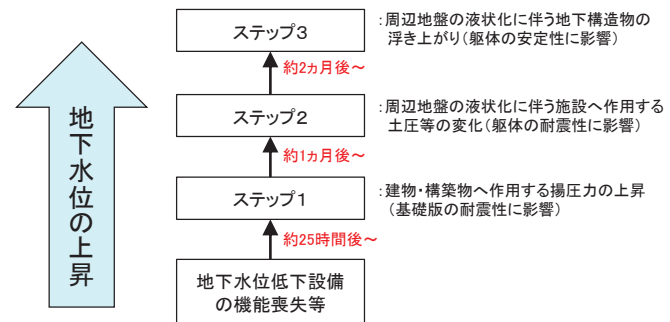 地下水位の上昇
ステップ3
:周辺地盤の液状化に伴う地下構造物の
浮き上がり(躯体の安定性に影響)
約2ヵ月後～
ステップ2
:周辺地盤の液状化に伴う施設へ作用する
土圧等の変化(躯体の耐震性に影響)
約1ヵ月後～
ステップ1
:建物・構築物へ作用する揚圧力の上昇
(基礎版の耐震性に影響)
約25時間後～
地下水位低下設備
の機能喪失等